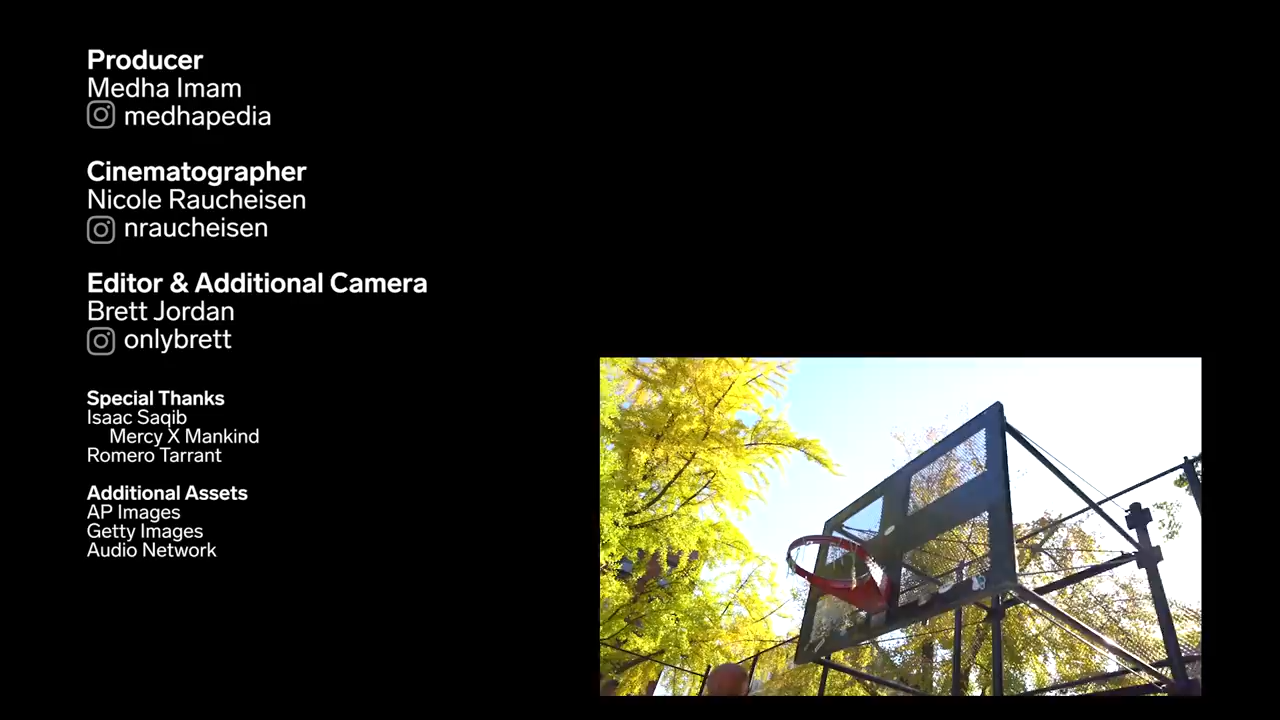 Producer
Medha Imam
medhapedia
Cinematographer
Nicole Raucheisen
nraucheisen
Editor & Additional Camera
Brett Jordan
onlybrett
Special Thanks
Isaac Saqib
Mercy X Mankind
Romero Tarrant
Additional Assets
AP Images
Getty Images
Audio Network